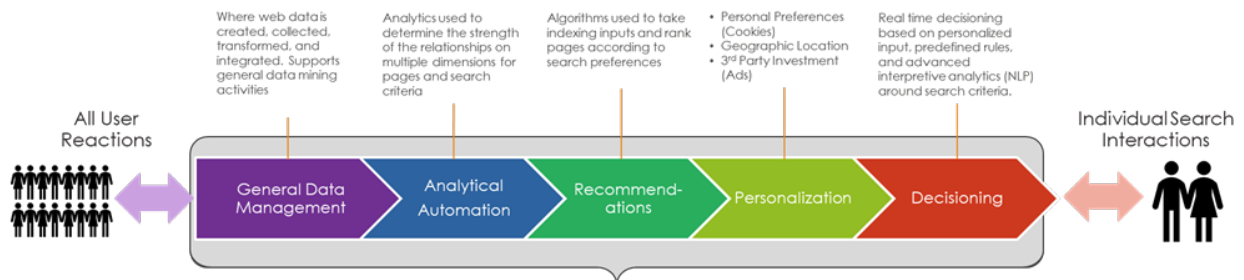 Where web data is
created, collected,
transformed, and
integrated. Supports
general data mining
activities
Analytics used to
determine the strength
of the relationships on
multiple dimensions for
pages and search
criteria
Algorithms used to take
indexing inputs and rank
pages according to
search preferences
• Personal Preferences
(Cookies)
• Geographic Location
• 3rd Party Investment
(Ads)
Real time decisioning
based on personalized
input, predefined rules,
and advanced
interpretive analytics (NLP)
around search criteria.
All User
Reactions
General Data
Management
Analytical
Automation
Recommend-
ations
Personalization
Decisioning
Individual Search
Interactions